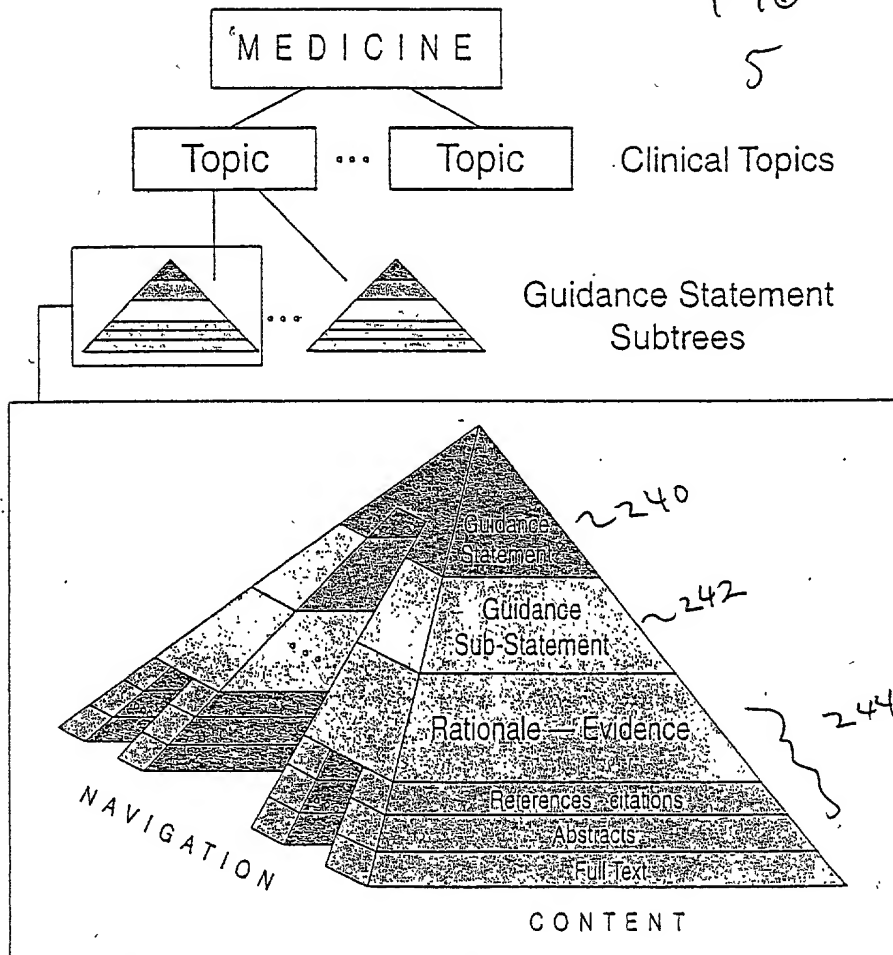 MEDICINE
5
Topic ... Topic Clinical Topics
... Guidance Statement
Subtrees
Guidance
Statement
~240
Guidance
Sub-Statement
~242
Rationale — Evidence
244
References - citations
Abstracts
Full Text
NAVIGATION
CONTENT